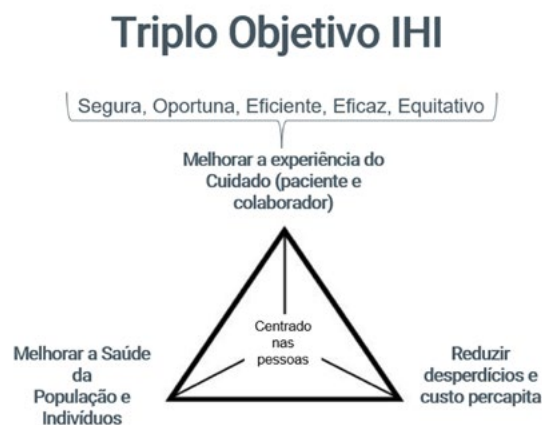 Triplo Objetivo IHI
Segura, Oportuna, Eficiente, Eficaz, Equitativo
Melhorar a experiência do
Cuidado (paciente e
colaborador)
Centrado
nas
pessoas
Melhorar a Saúde
da
População e
Indivíduos
Reduzir
desperdícios e
custo percapita